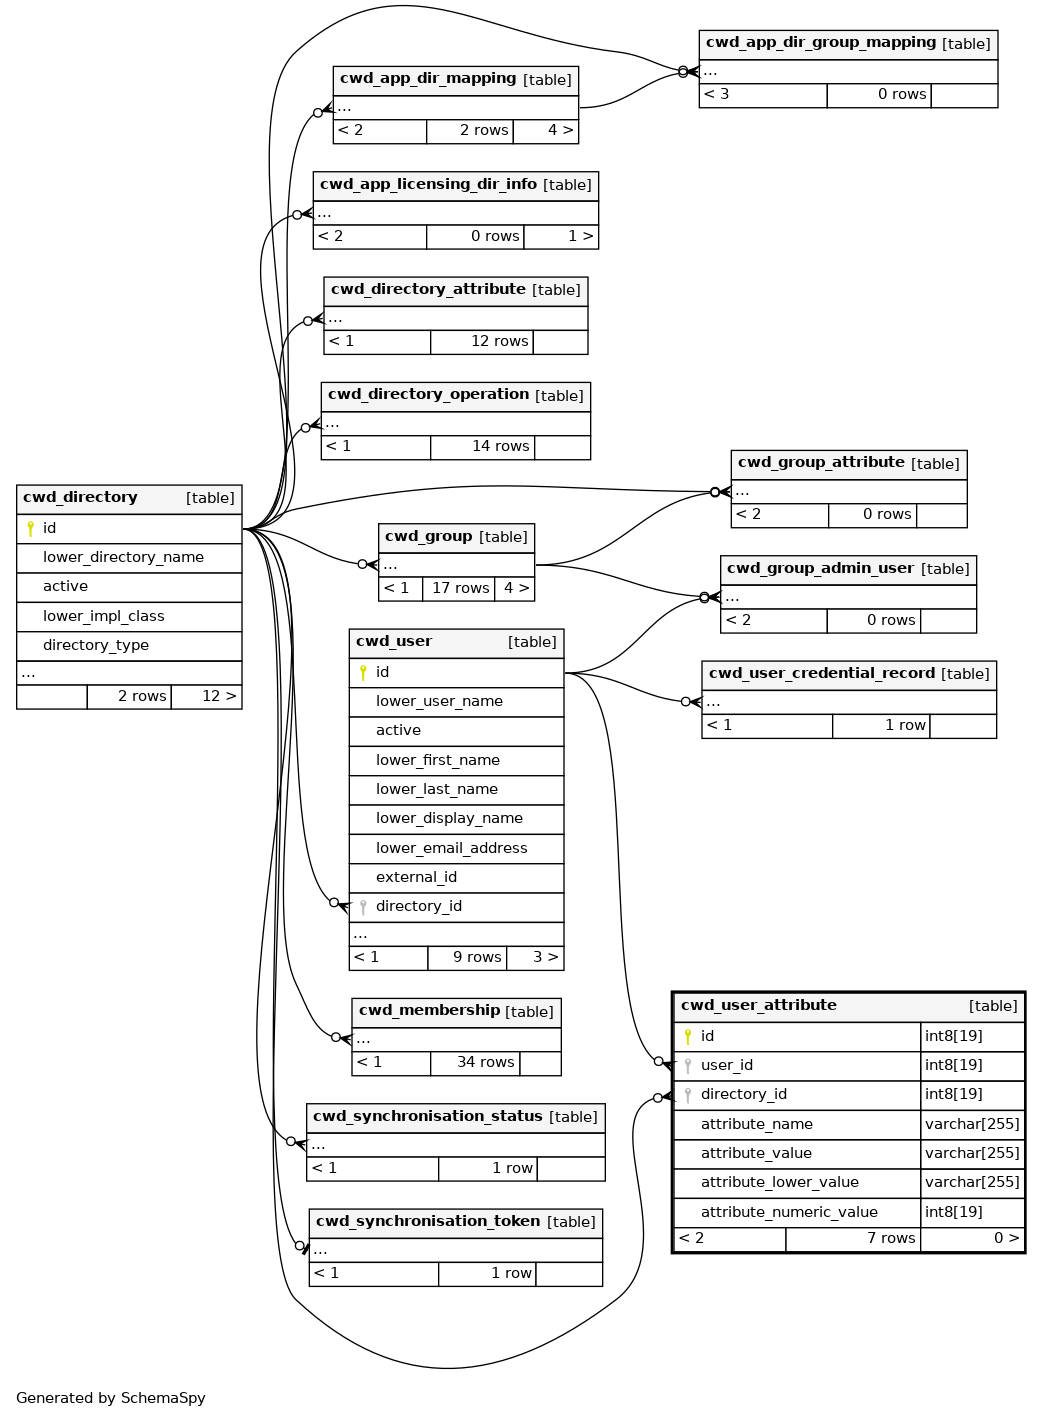 cwd_app_dir_group_mapping [table]
...
< 3 0 rows
cwd_app_dir_mapping [table]
...
< 2 2 rows 4 >
cwd_app_licensing_dir_info [table]
...
< 2 0 rows 1 >
cwd_directory_attribute [table]
...
< 1 12 rows
cwd_directory_operation [table]
...
< 1 14 rows
cwd_directory [table]
id
lower_directory_name
active
lower_impl_class
directory_type
...
2 rows 12 >
cwd_group_attribute [table]
...
< 2 0 rows
cwd_group [table]
...
< 1 17 rows 4 >
cwd_group_admin_user [table]
...
< 2 0 rows
cwd_user [table]
id
lower_user_name
active
lower_first_name
lower_last_name
lower_display_name
lower_email_address
external_id
directory_id
...
< 1 9 rows 3 >
cwd_user_credential_record [table]
...
< 1 1 row
cwd_membership [table]
...
< 1 34 rows
cwd_user_attribute [table]
id int8[19]
user_id int8[19]
directory_id int8[19]
attribute_name varchar[255]
attribute_value varchar[255]
attribute_lower_value varchar[255]
attribute_numeric_value int8[19]
< 2 7 rows 0 >
cwd_synchronisation_status [table]
...
< 1 1 row
cwd_synchronisation_token [table]
...
< 1 1 row
Generated by SchemaSpy